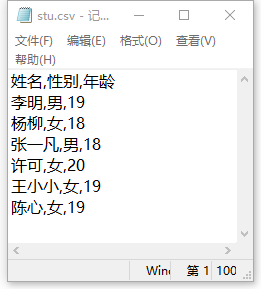 stu.csv - 记...
文件(F) 编辑(E) 格式(O) 查看(V)
帮助(H)
姓名,性别,年龄
李明,男,19
杨柳,女,18
张一凡,男,18
许可,女,20
王小小,女,19
陈心,女,19
Wind 第 1 100